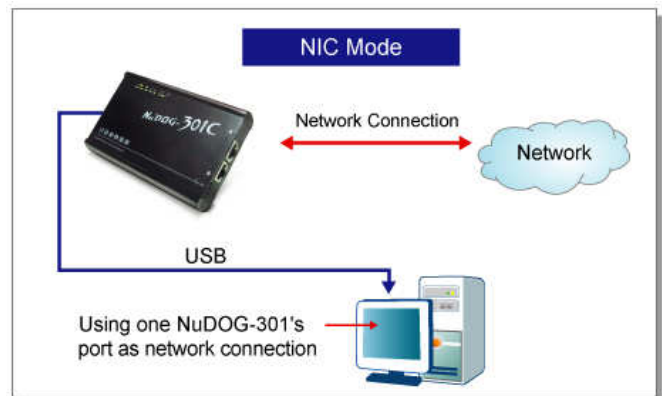 NIC Mode
NuDOG-301C
Network Connection
Network
USB
Using one NuDOG-301's
port as network connection